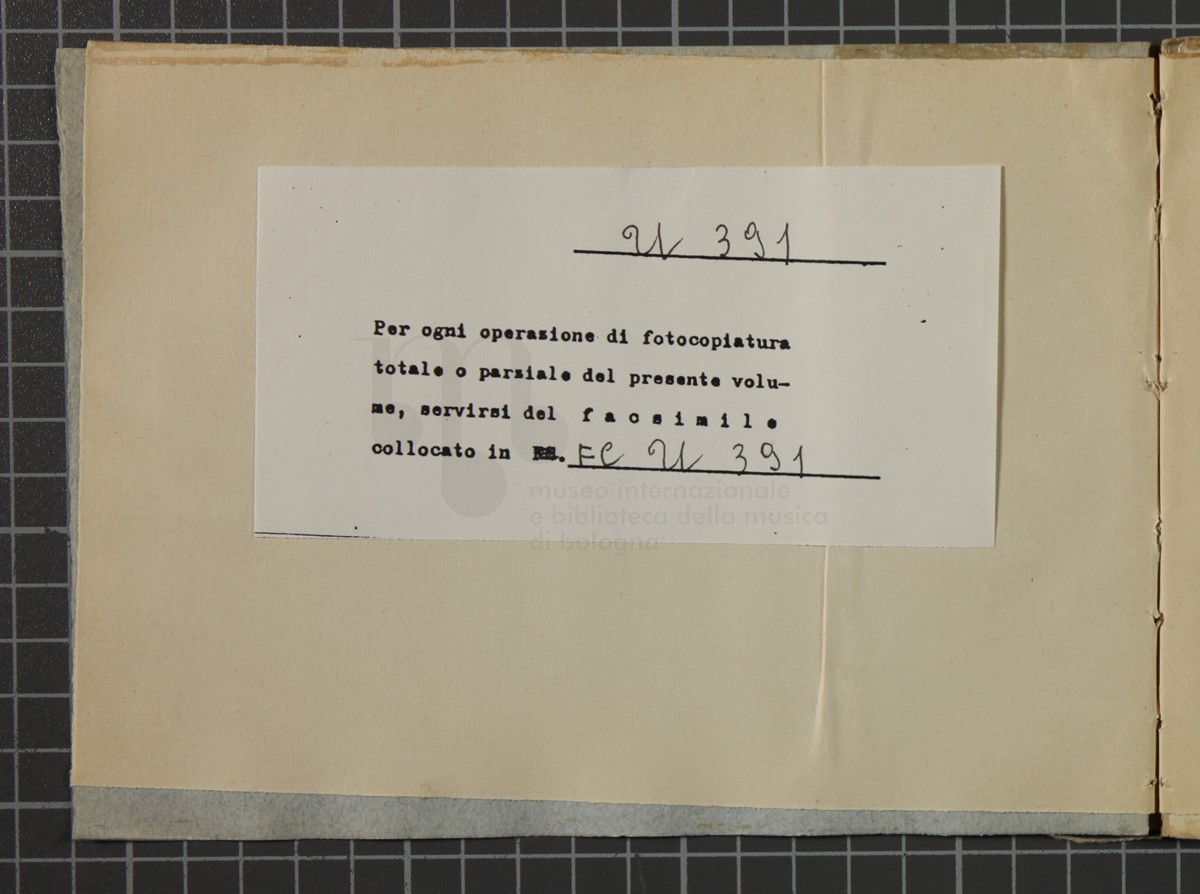 U 391
Per ogni operazione di fotocopiatura
totale o parziale del presente volu-
me, servirsi del f a c s i m i l e
collocato in FC U 391
museo internazionale
e biblioteca della musica
di bologna